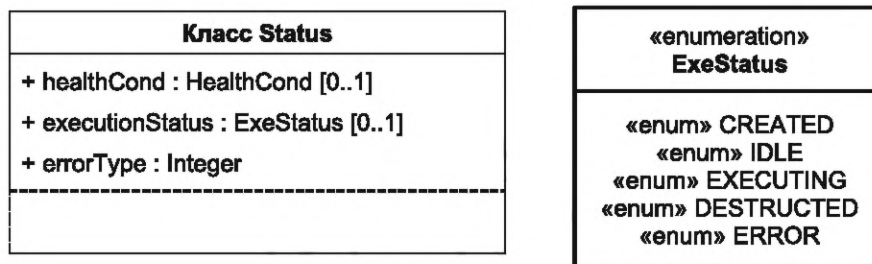 Класс Status
+ healthCond : HealthCond [0..1]
+ executionStatus : ExeStatus [0..1]
+ errorType : Integer
«enumeration»
ExeStatus
«enum» CREATED
«enum» IDLE
«enum» EXECUTING
«enum» DESTRUCTED
«enum» ERROR